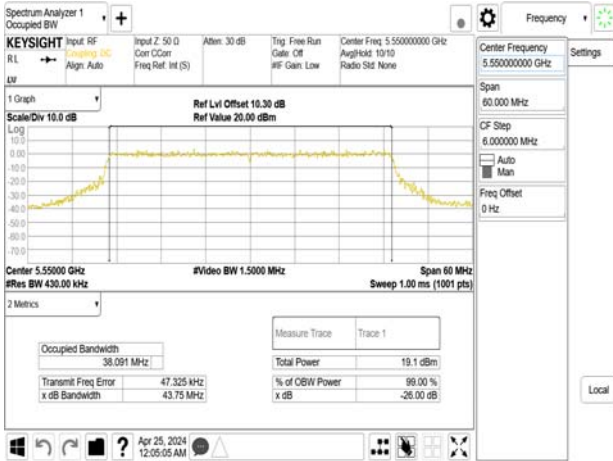 Spectrum Analyzer 1
Occupied BW
Frequency
KEYSIGHT
Input: RF
Coupling: DC
Align: Auto
Input Z: 50 Ω
Corr CCorr
Freq Ref: Int (S)
Atten: 30 dB
Trig: Free Run
Gate: Off
#IF Gain: Low
Center Freq: 5.550000000 GHz
Avg|Hold: 10/10
Radio Std: None
RL
Center Frequency
5.550000000 GHz
Settings
Span
60.000 MHz
CF Step
6.000000 MHz
Auto
Man
Freq Offset
0 Hz
1 Graph
Scale/Div 10.0 dB
Ref Lvl Offset 10.30 dB
Ref Value 20.00 dBm
Log
10.0
0.00
-10.0
-20.0
-30.0
-40.0
-50.0
-60.0
-70.0
Center 5.55000 GHz
#Res BW 430.00 kHz
#Video BW 1.5000 MHz
Span 60 MHz
Sweep 1.00 ms (1001 pts)
2 Metrics
Measure Trace
Trace 1
Occupied Bandwidth
38.091 MHz
Total Power
19.1 dBm
Transmit Freq Error
47.325 kHz
% of OBW Power
99.00 %
x dB Bandwidth
43.75 MHz
x dB
-26.00 dB
Local
?
Apr 25, 2024
12:05:05 AM